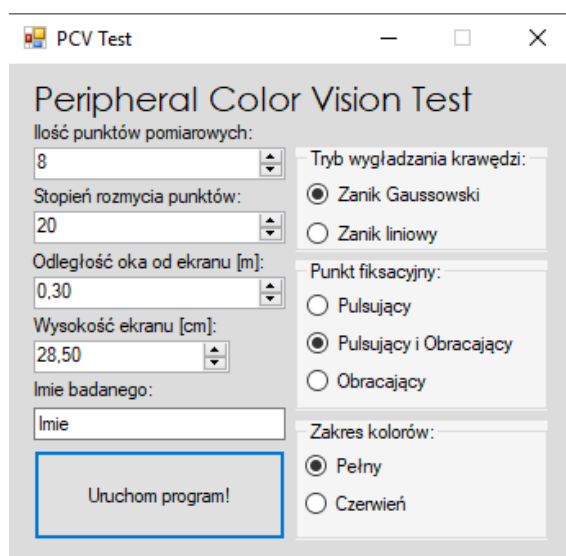 PCV Test
Peripheral Color Vision Test
Ilość punktów pomiarowych:
8
Stopień rozmycia punktów:
20
Odległość oka od ekranu [m]:
0,30
Wysokość ekranu [cm]:
28,50
Imie badanego:
Imie
Uruchom program!
Tryb wygładzania krawędzi:
Zanik Gaussowski
Zanik liniowy
Punkt fiksacyjny:
Pulsujący
Pulsujący i Obracający
Obracający
Zakres kolorów:
Pełny
Czerwień